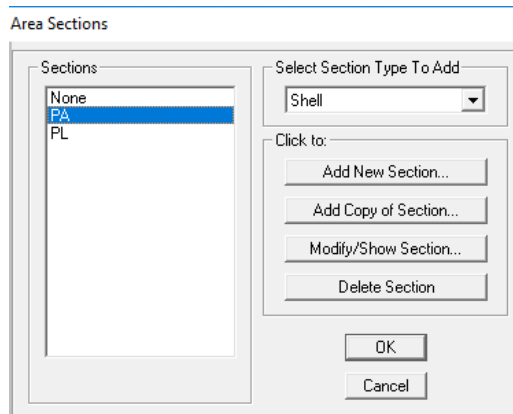 Area Sections
Sections
None
PA
PL
Select Section Type To Add
Shell
Click to:
Add New Section...
Add Copy of Section...
Modify/Show Section...
Delete Section
OK
Cancel